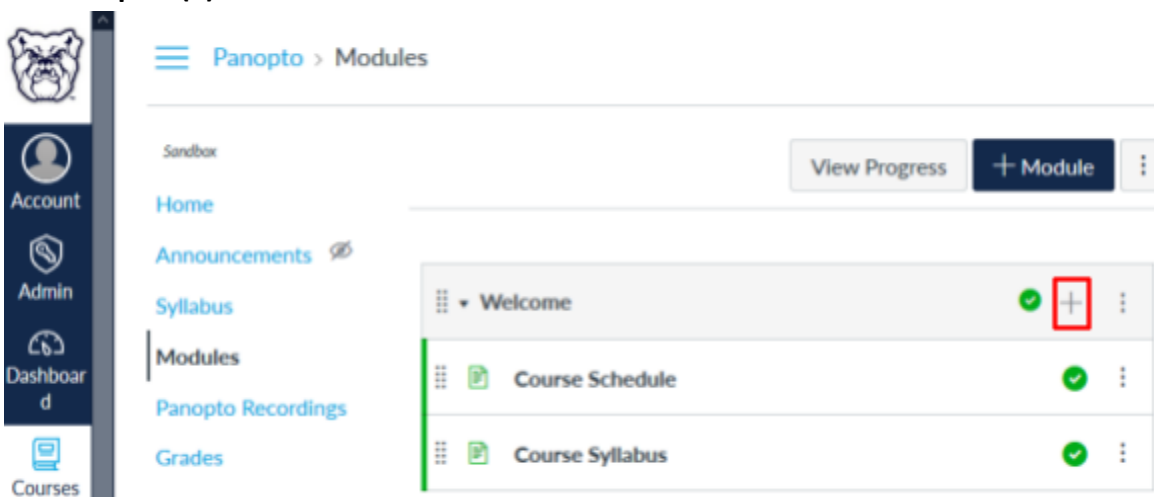 Panopto > Modules
Sandbox
View Progress
+ Module
Account
Home
Announcements
Admin
Syllabus
Welcome
Modules
Course Schedule
Dashboar
d
Panopto Recordings
Grades
Course Syllabus
Courses